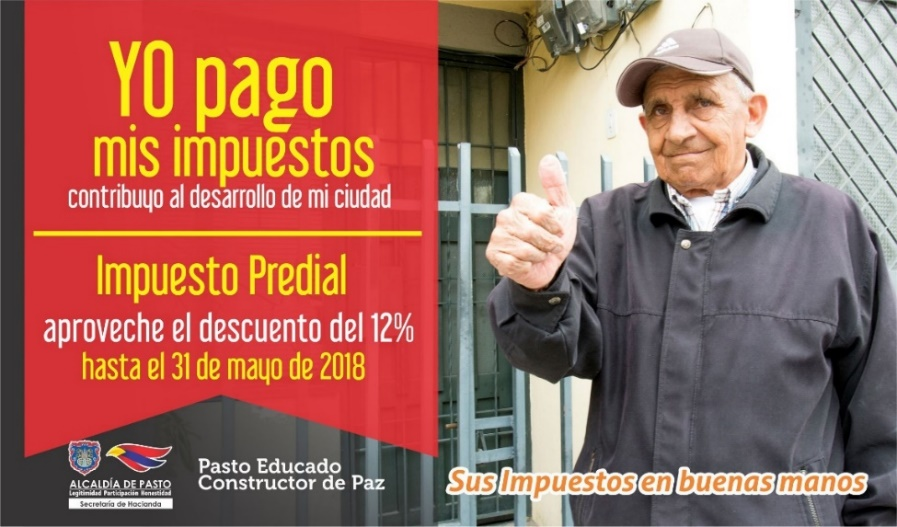 YO pago
mis impuestos
contribuyo al desarrollo de mi ciudad
Impuesto Predial
aproveche el descuento del 12%
hasta el 31 de mayo de 2018
ALCALDÍA DE PASTO
Legitimidad Participación Honestidad
Secretaría de Hacienda
Pasto Educado
Constructor de Paz
Sus Impuestos en buenas manos